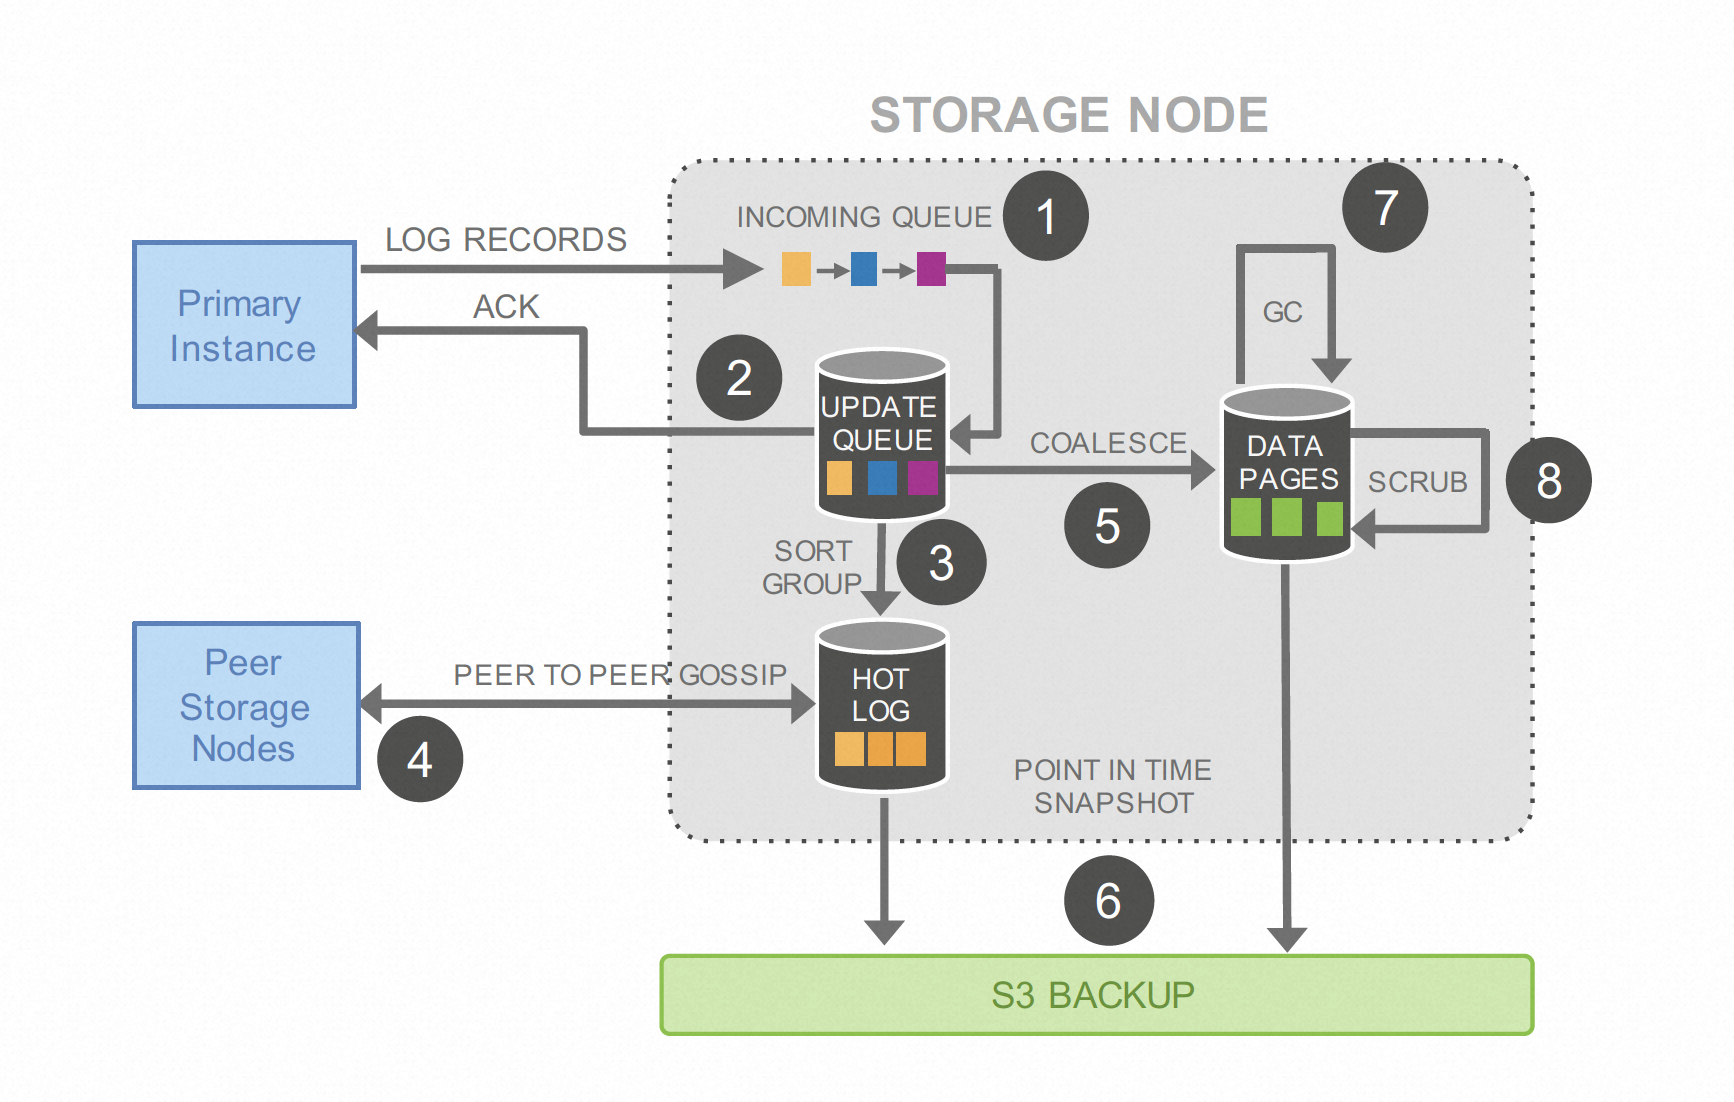 STORAGE NODE
INCOMING QUEUE
1
7
LOG RECORDS
Primary
Instance
ACK
GC
2
UPDATE
QUEUE
COALESCE
DATA
PAGES
SCRUB
8
5
SORT
GROUP
3
Peer
Storage
Nodes
PEER TO PEER GOSSIP
HOT
LOG
4
POINT IN TIME
SNAPSHOT
6
S3 BACKUP